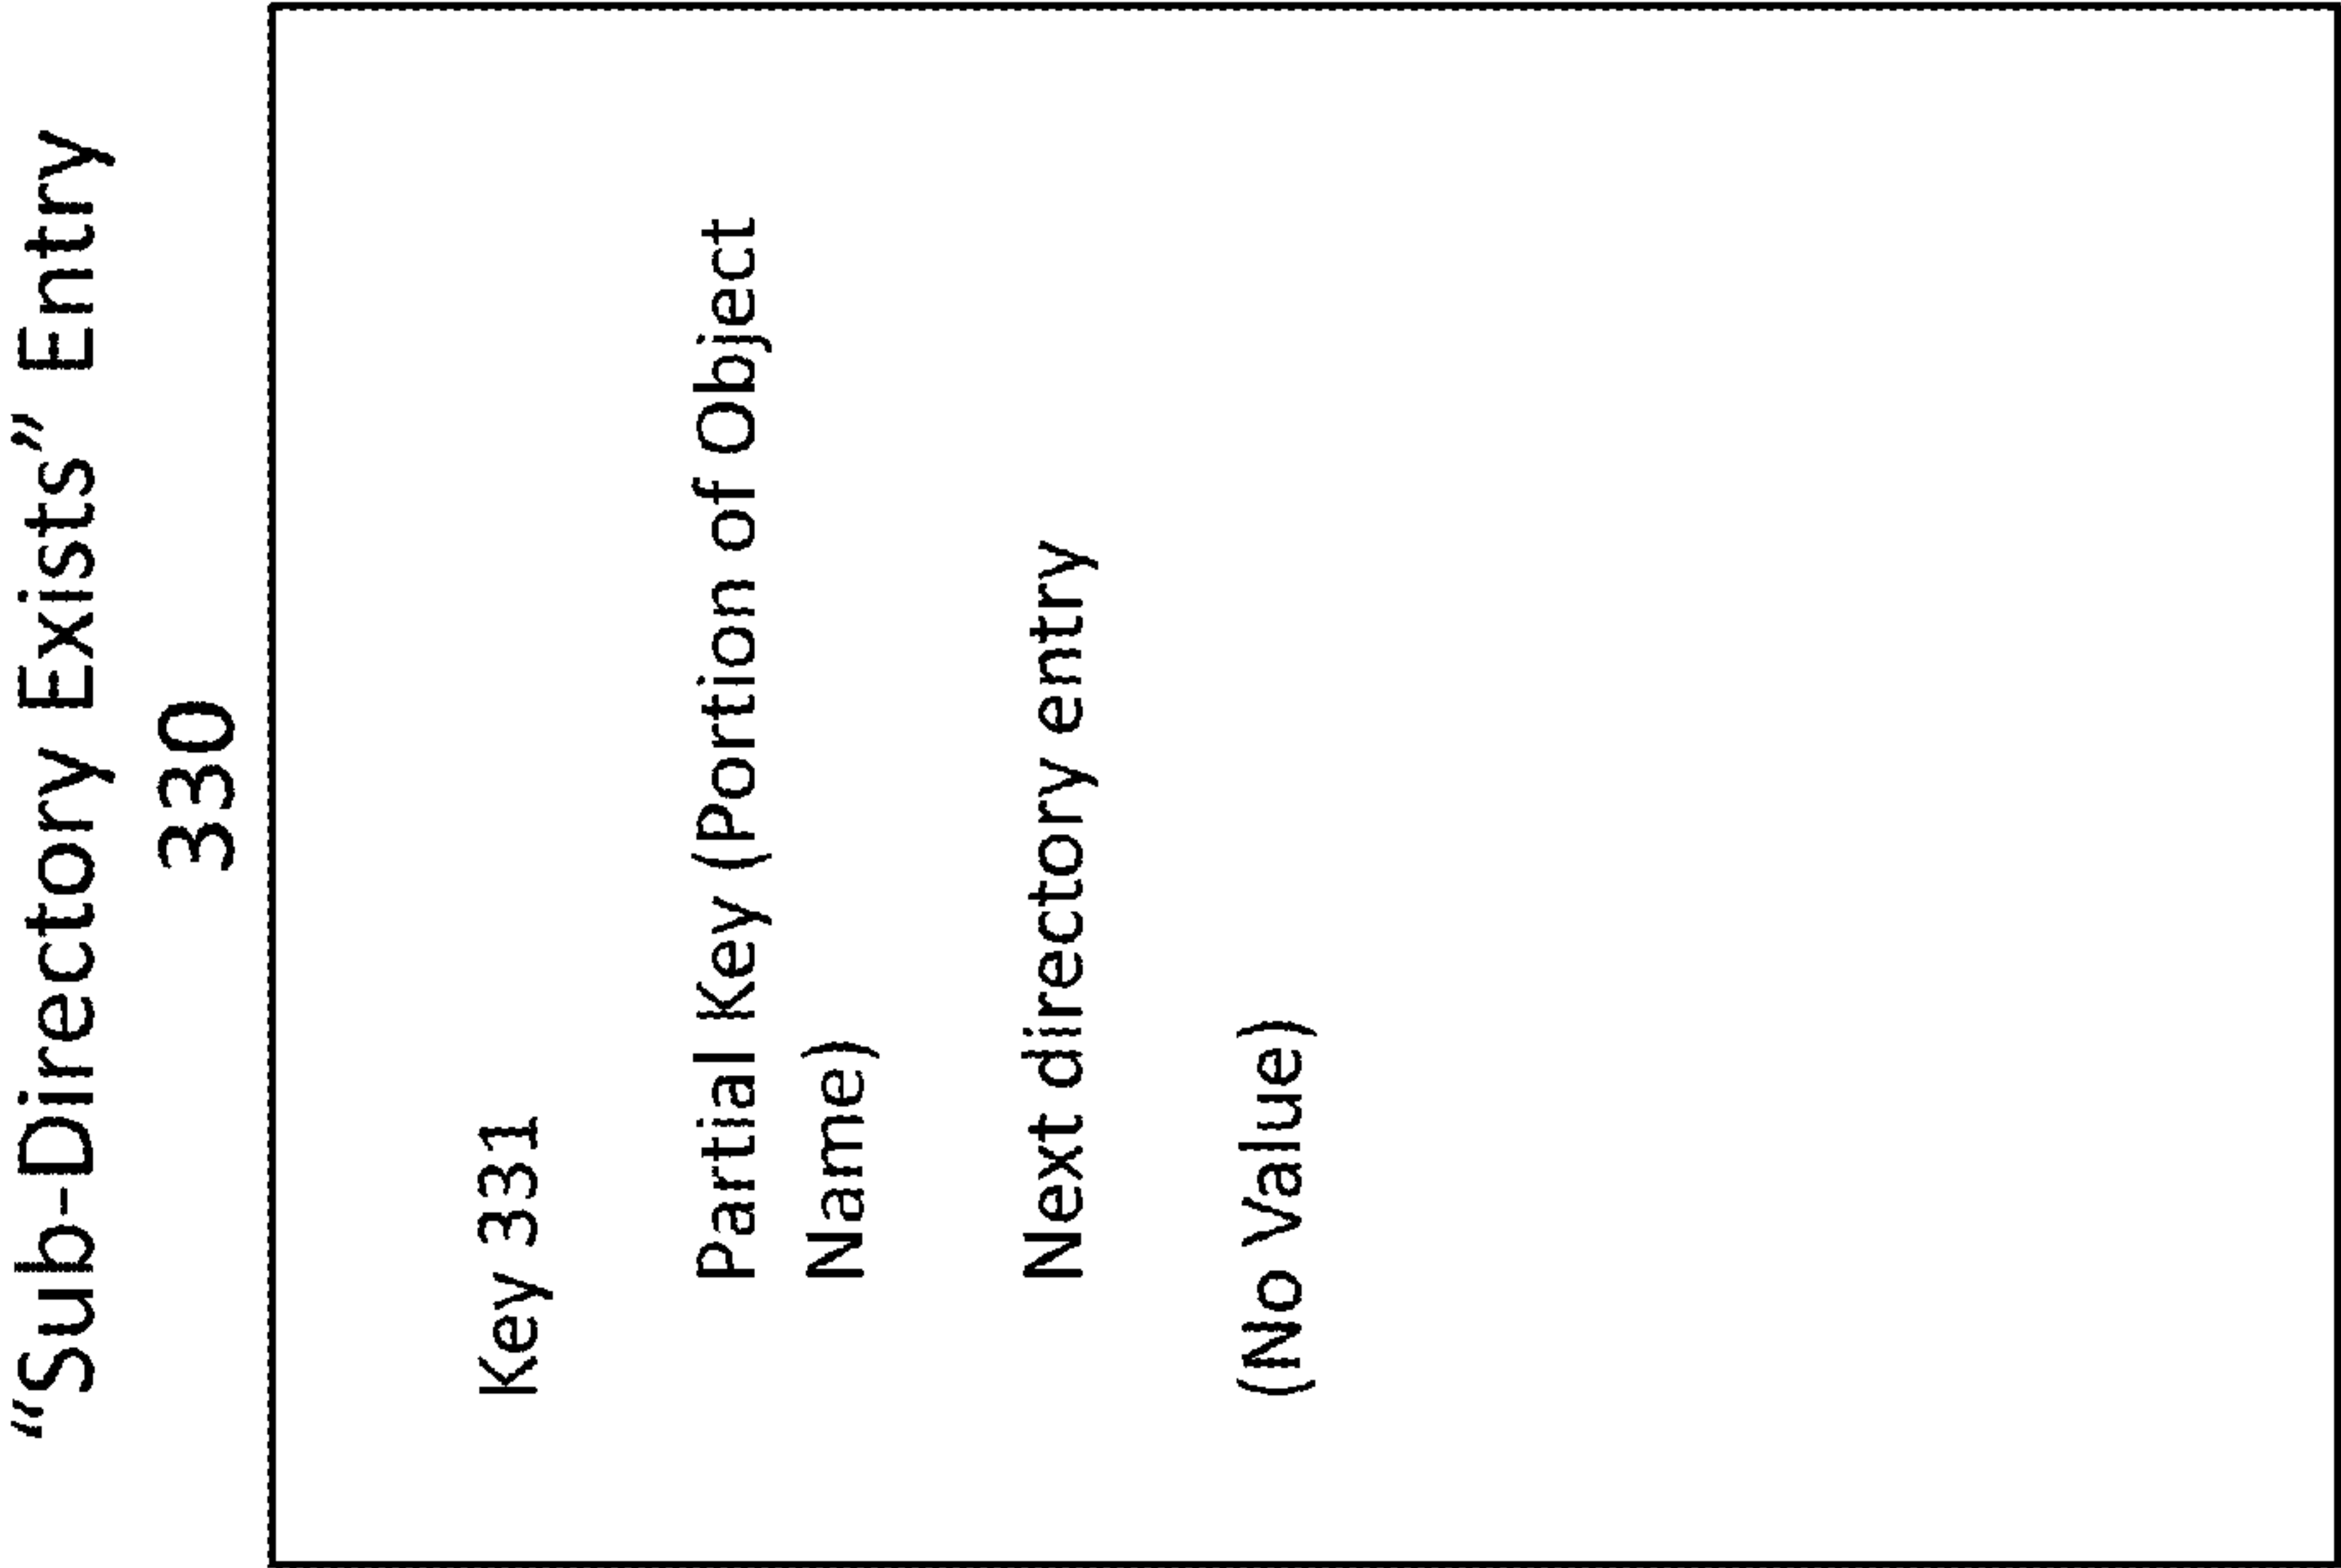 “Sub-Directory Exists” Entry
330
Key 331
Partial Key (Portion of Object
Name)
Next directory entry
(No Value)